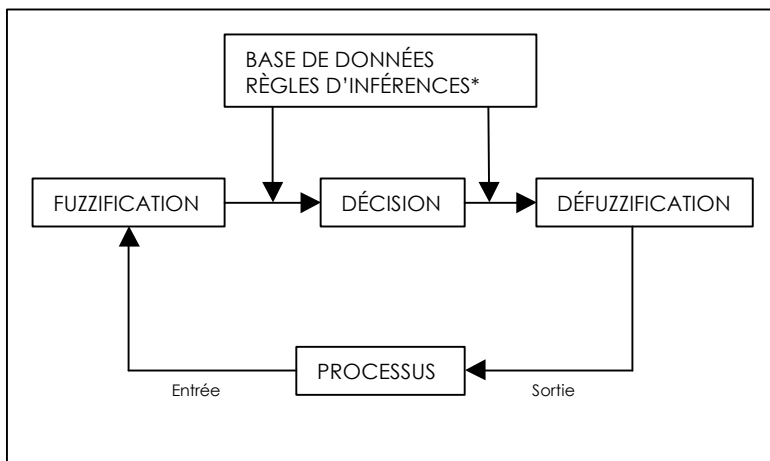 BASE DE DONNÉES
RÈGLES D’INFÉRENCES*
FUZZIFICATION
DÉCISION
DÉFUZZIFICATION
PROCESSUS
Entrée
Sortie